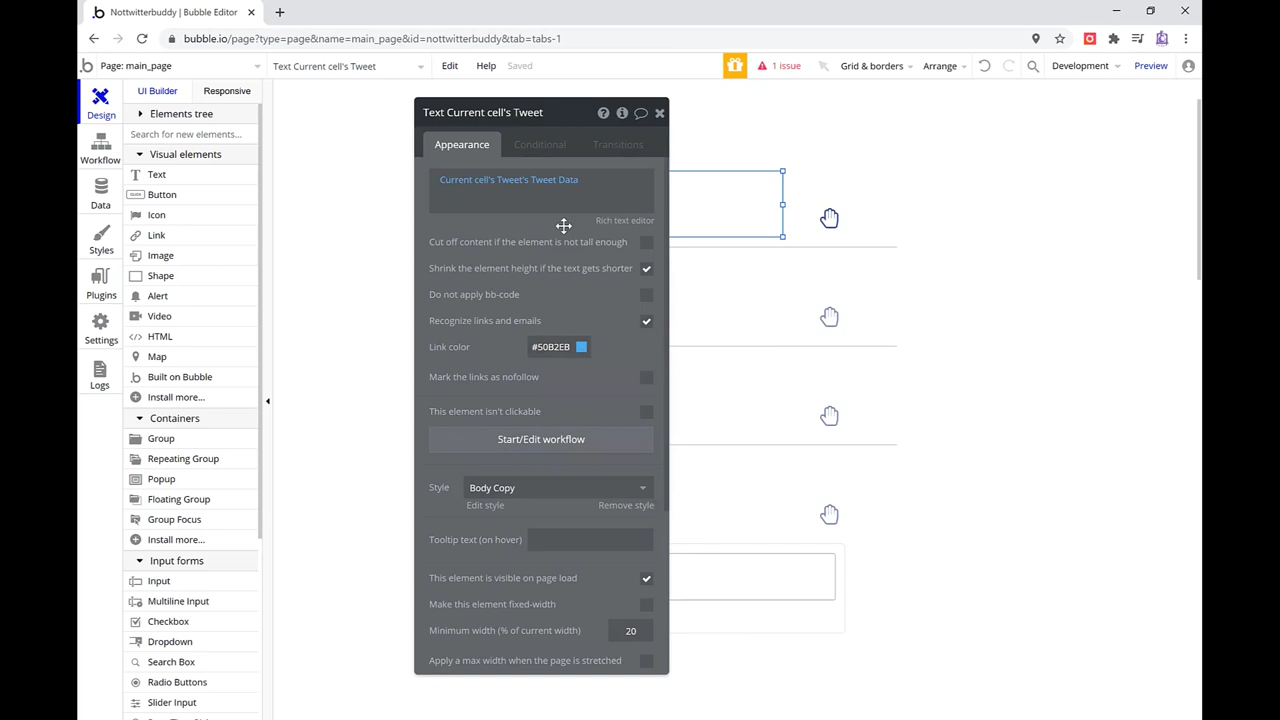 Nottwitterbuddy | Bubble Editor
bubble.io/page?type=page&name=main_page&id=nottwitterbuddy&tab=tabs-1
Page: main_page
Text Current cell's Tweet
Edit
Help
Saved
1 issue
Grid & borders
Arrange
Development
Preview
Design
Workflow
Data
Styles
Plugins
Settings
Logs
UI Builder
Responsive
Elements tree
Search for new elements...
Visual elements
Text
Button
CLICK
Icon
Link
Image
Shape
Alert
Video
HTML
Map
Built on Bubble
Install more...
Containers
Group
Repeating Group
Popup
Floating Group
Group Focus
Install more...
Input forms
Input
Multiline Input
Checkbox
Dropdown
Search Box
Radio Buttons
Slider Input
Text Current cell's Tweet
Appearance
Conditional
Transitions
Current cell's Tweet's Tweet Data
Rich text editor
Cut off content if the element is not tall enough
Shrink the element height if the text gets shorter
Do not apply bb-code
Recognize links and emails
Link color
#50B2EB
Mark the links as nofollow
This element isn't clickable
Start/Edit workflow
Style
Body Copy
Edit style
Remove style
Tooltip text (on hover)
This element is visible on page load
Make this element fixed-width
Minimum width (% of current width)
20
Apply a max width when the page is stretched